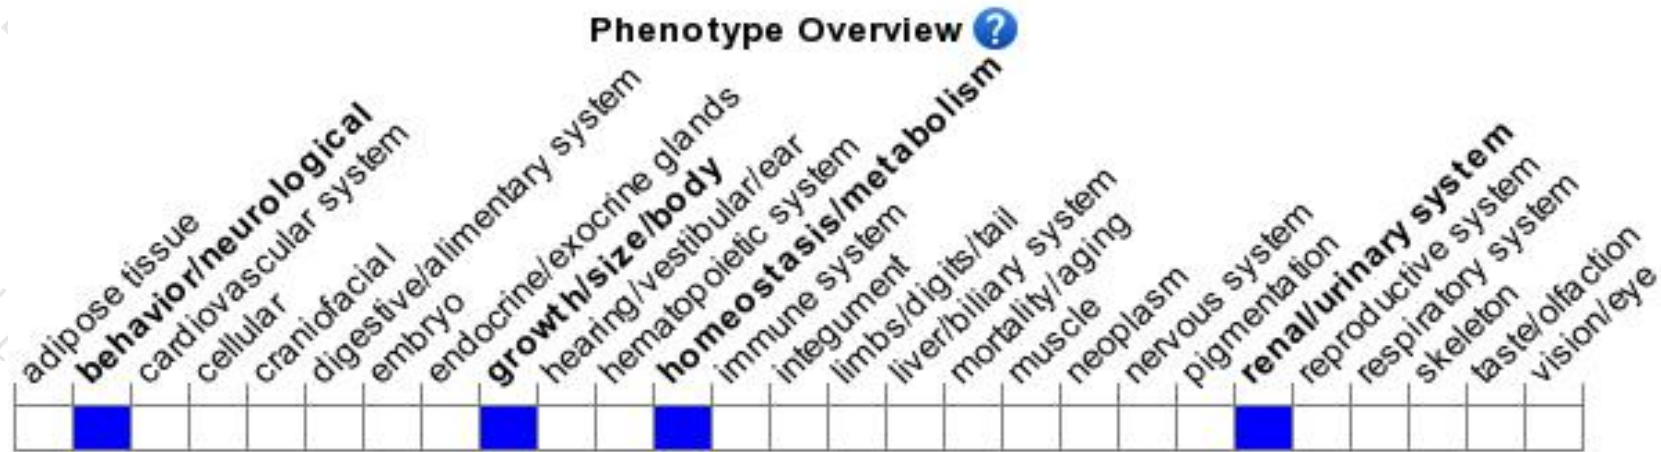 Phenotype Overview ?
adipose tissue
behavior/neurological
cardiovascular system
cellular
craniofacial
digestive/alimentary system
embryo
endocrine/exocrine glands
growth/size/body
hearing/vestibular/ear
hematopoietic system
homeostasis/metabolism
immune system
integument
limbs/digits/tail
liver/biliary system
mortality/aging
muscle
neoplasm
nervous system
pigmentation
renal/urinary system
reproductive system
respiratory system
skeleton
taste/olfaction
vision/eye